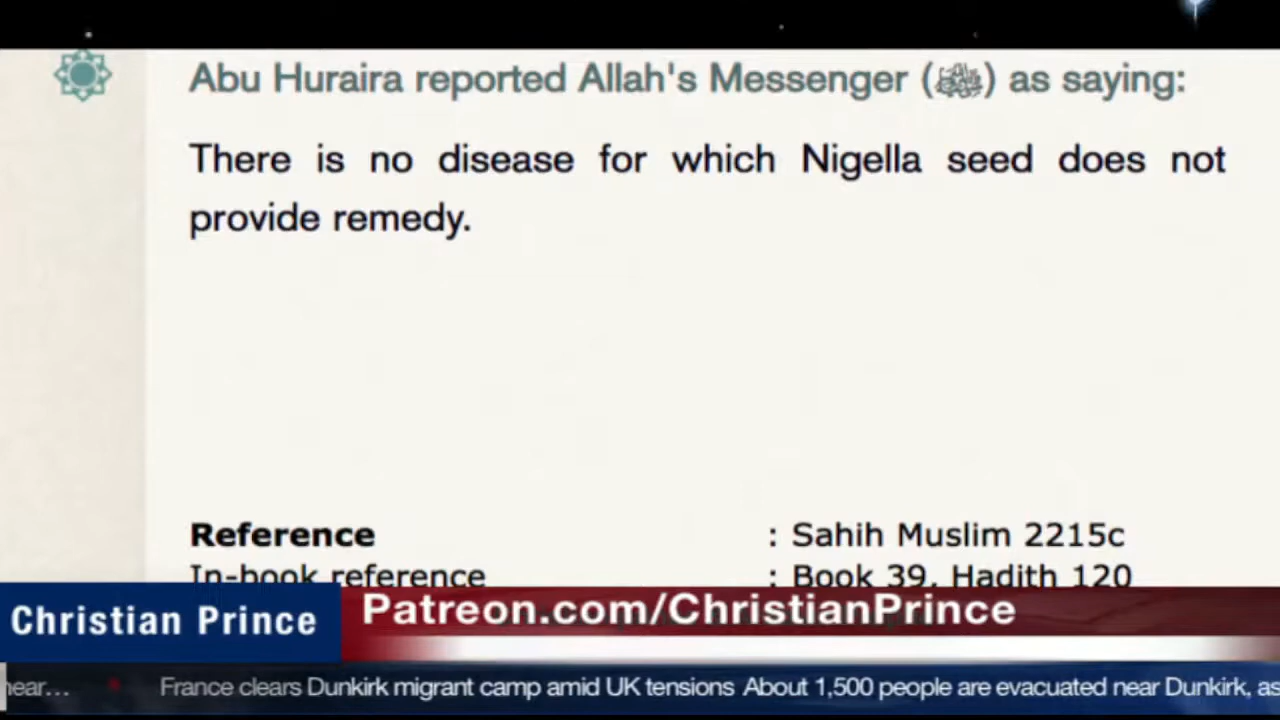 Abu Huraira reported Allah's Messenger (ﷺ) as saying:
There is no disease for which Nigella seed does not
provide remedy.
Reference : Sahih Muslim 2215c
In-book reference : Book 39, Hadith 120
Christian Prince
Patreon.com/ChristianPrince
near… France clears Dunkirk migrant camp amid UK tensions About 1,500 people are evacuated near Dunkirk, as